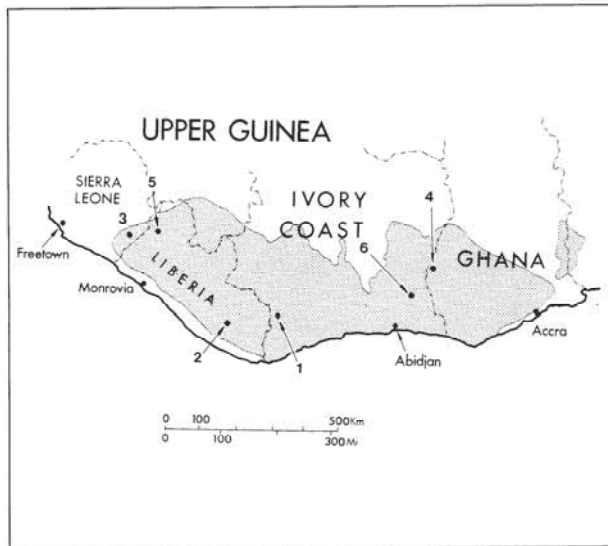 UPPER GUINEA
SIERRA
LEONE
5
3
IVORY
COAST
4
6
GHANA
Freetown
LIBERIA
Monrovia
2
1
Abidjan
Accra
0 100 500Km
0 100 300Mi